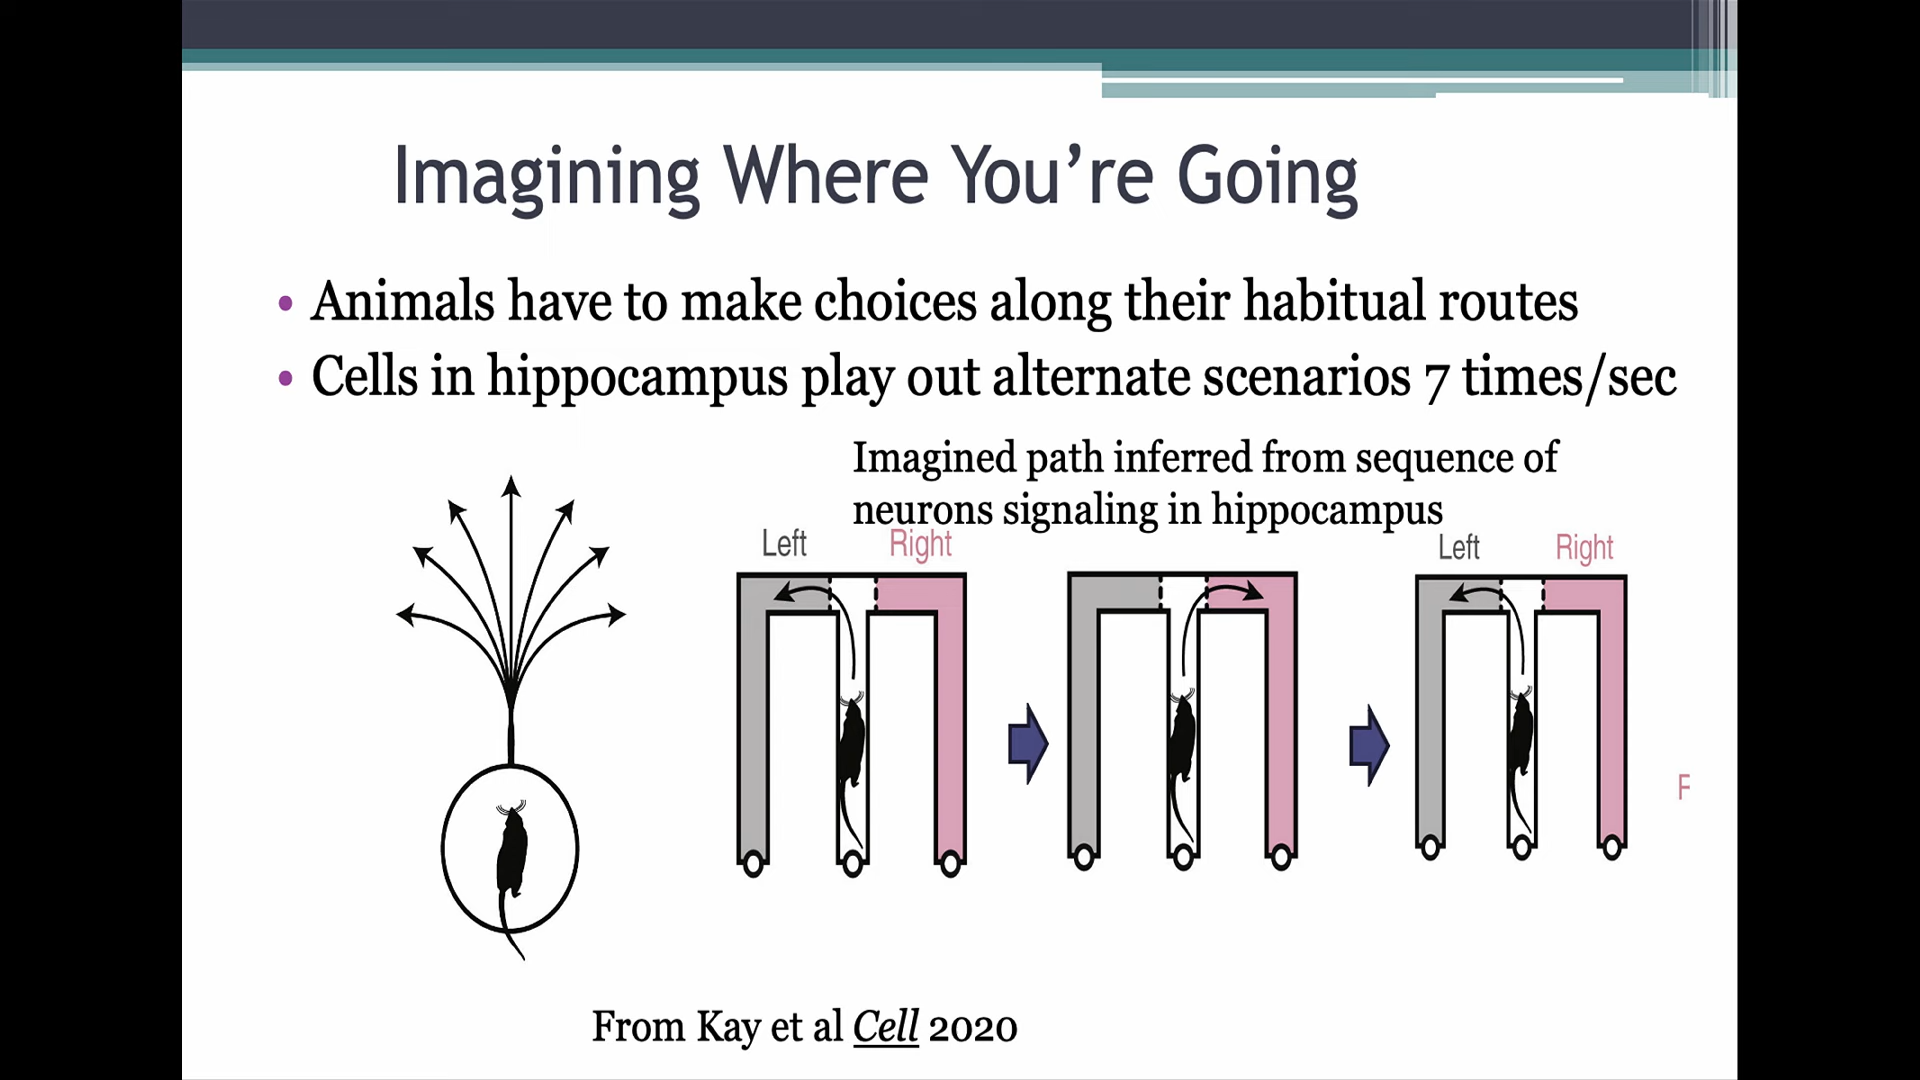 Imagining Where You’re Going
• Animals have to make choices along their habitual routes
• Cells in hippocampus play out alternate scenarios 7 times/sec
Imagined path inferred from sequence of
neurons signaling in hippocampus
Left Right
Left Right
F
From Kay et al Cell 2020